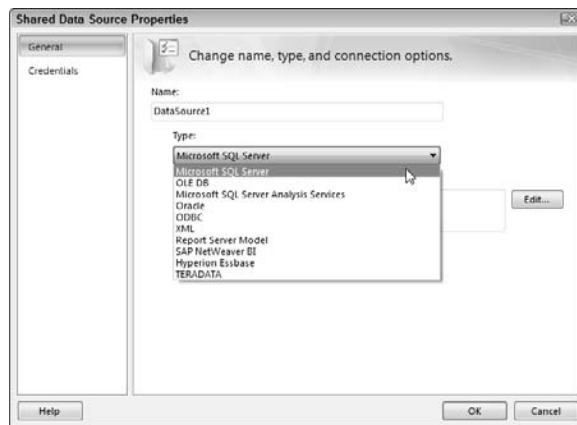 Shared Data Source Properties
General
Credentials
Change name, type, and connection options.
Name:
DataSource1
Type:
Microsoft SQL Server
Microsoft SQL Server
OLE DB
Microsoft SQL Server Analysis Services
Oracle
ODBC
XML
Report Server Model
SAP NetWeaver BI
Hyperion Essbase
TERADATA
Edit...
Help
OK
Cancel